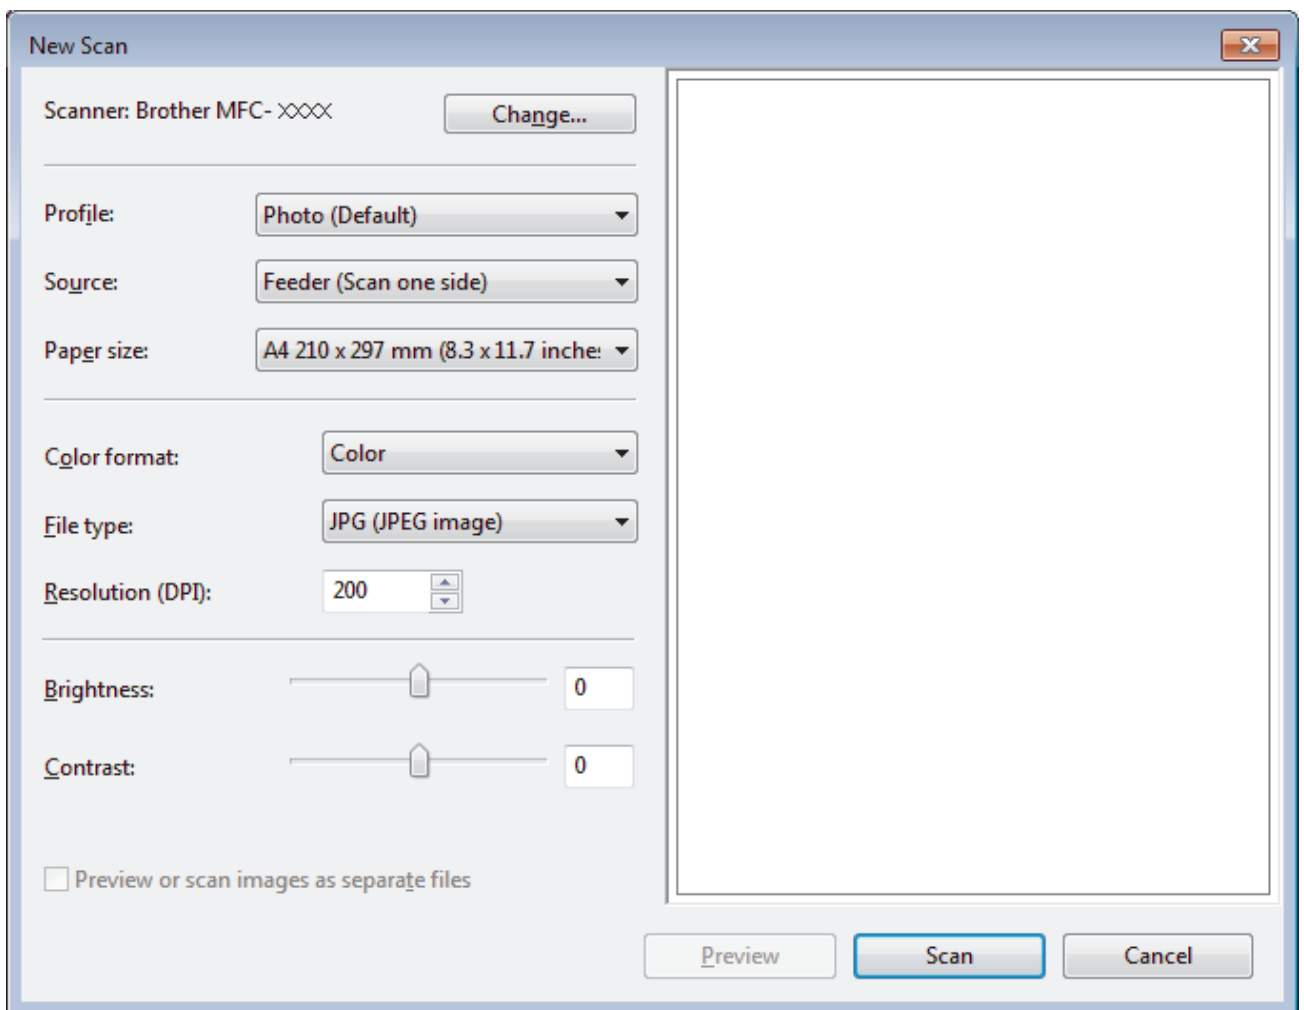 New Scan
Scanner: Brother MFC- XXXX
Change...
Profile: Photo (Default)
Source: Feeder (Scan one side)
Paper size: A4 210 x 297 mm (8.3 x 11.7 inche
Color format: Color
File type: JPG (JPEG image)
Resolution (DPI): 200
Brightness: 0
Contrast: 0
Preview or scan images as separate files
Preview Scan Cancel